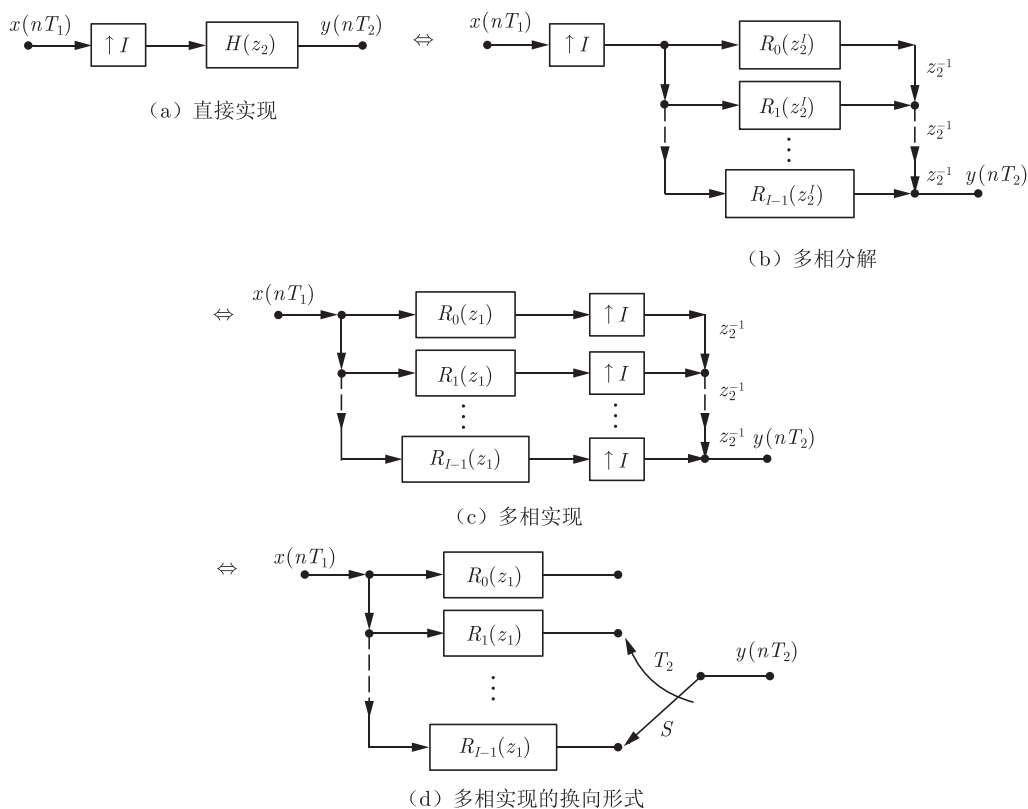 x(nT₁) ↑I H(z₂) y(nT₂)
(a) 直接实现
⇔ x(nT₁) ↑I R₀(z₂ᴵ) z₂⁻¹
R₁(z₂ᴵ) z₂⁻¹
⋮
R_{I−1}(z₂ᴵ) z₂⁻¹ y(nT₂)
(b) 多相分解
⇔ x(nT₁) R₀(z₁) ↑I z₂⁻¹
R₁(z₁) ↑I z₂⁻¹
⋮ ⋮
R_{I−1}(z₁) ↑I z₂⁻¹ y(nT₂)
(c) 多相实现
⇔ x(nT₁) R₀(z₁)
R₁(z₁) T₂ y(nT₂)
⋮
R_{I−1}(z₁) S
(d) 多相实现的换向形式